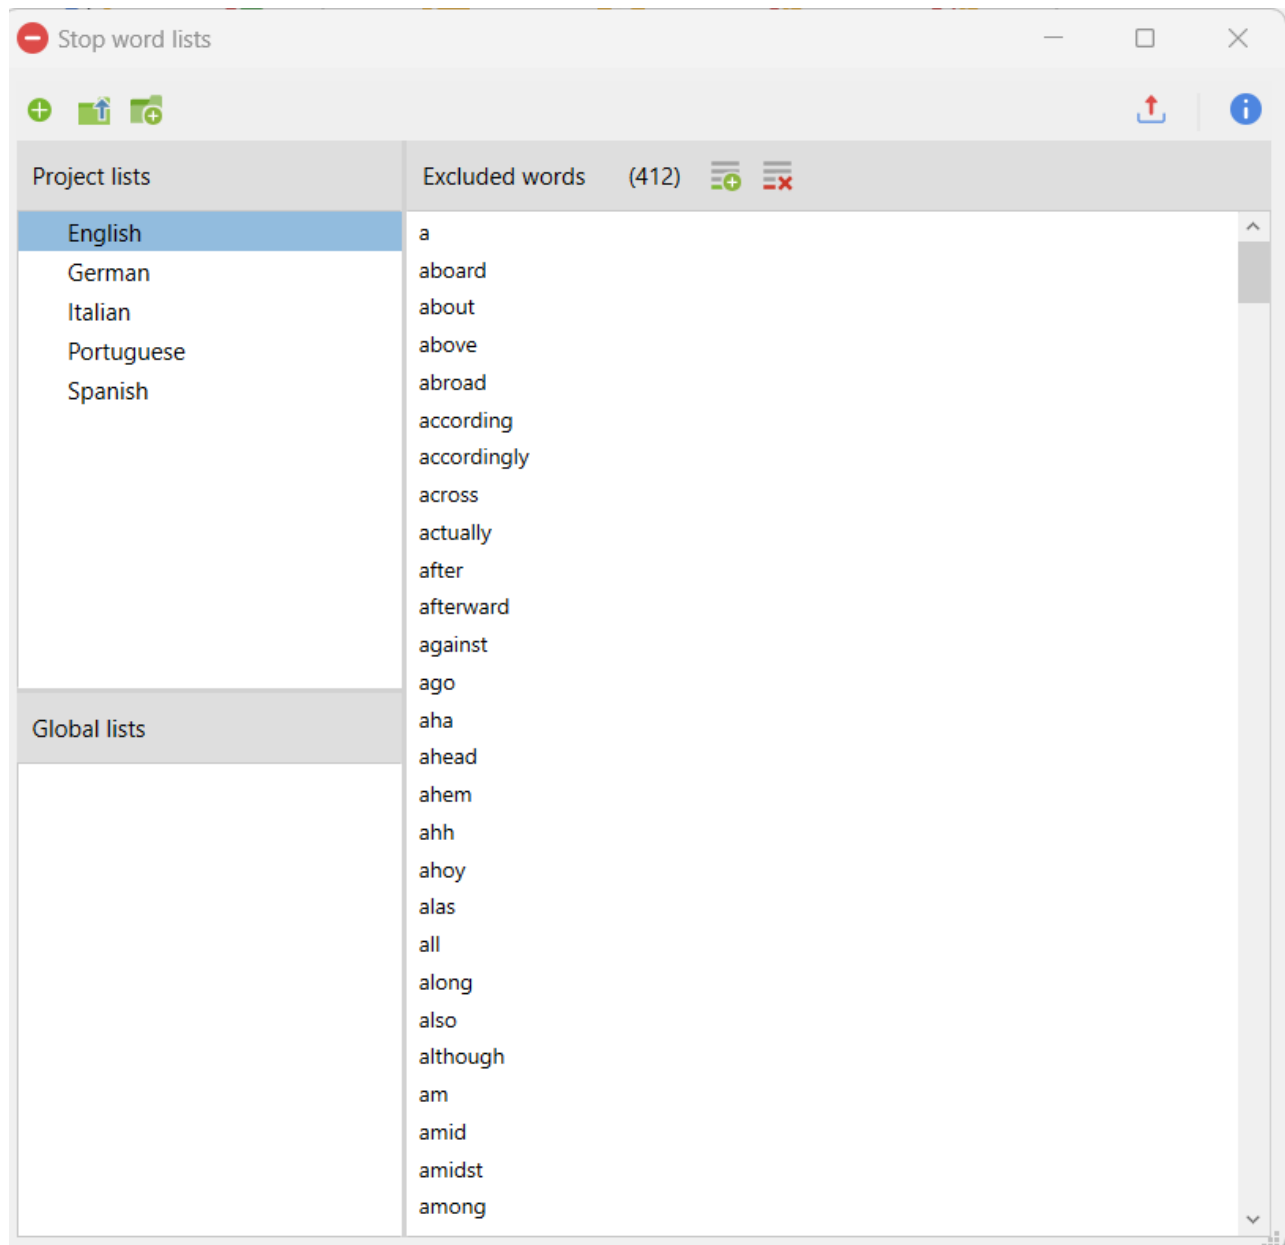 Stop word lists
Project lists
English
German
Italian
Portuguese
Spanish
Global lists
Excluded words (412)
a
aboard
about
above
abroad
according
accordingly
across
actually
after
afterward
against
ago
aha
ahead
ahem
ahh
ahoy
alas
all
along
also
although
am
amid
amidst
among